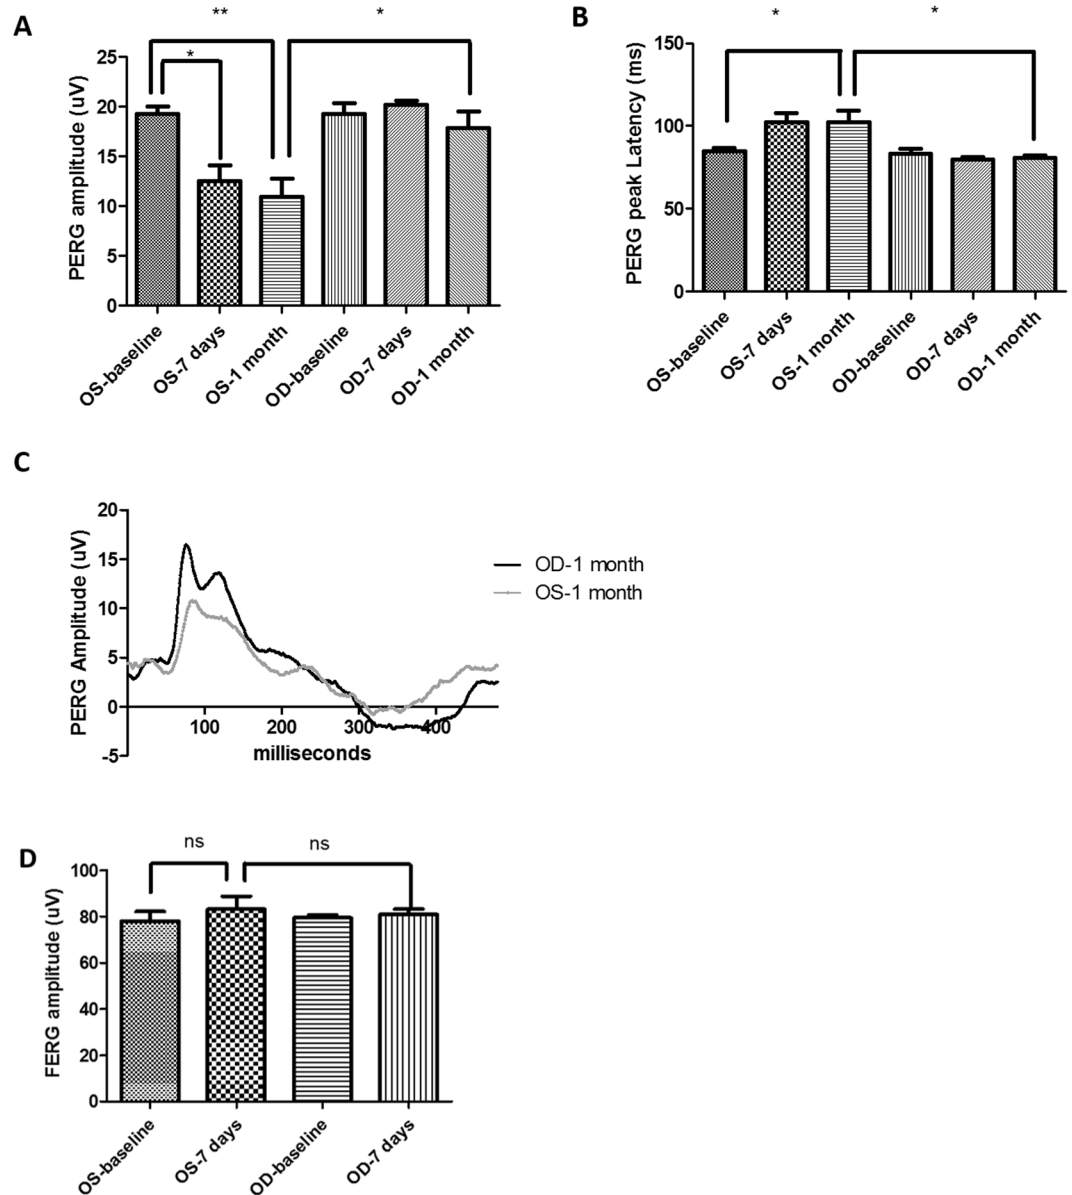 A
**
*
*
PERG amplitude (uV)
25
20
15
10
5
0
OS-baseline
OS-7 days
OS-1 month
OD-baseline
OD-7 days
OD-1 month
B
*
*
PERG peak Latency (ms)
150
100
50
0
OS-baseline
OS-7 days
OS-1 month
OD-baseline
OD-7 days
OD-1 month
C
PERG Amplitude (uV)
20
15
10
5
0
-5
100
200
300
400
milliseconds
OD-1 month
OS-1 month
D
ns
ns
FERG amplitude (uV)
100
80
60
40
20
0
OS-baseline
OS-7 days
OD-baseline
OD-7 days